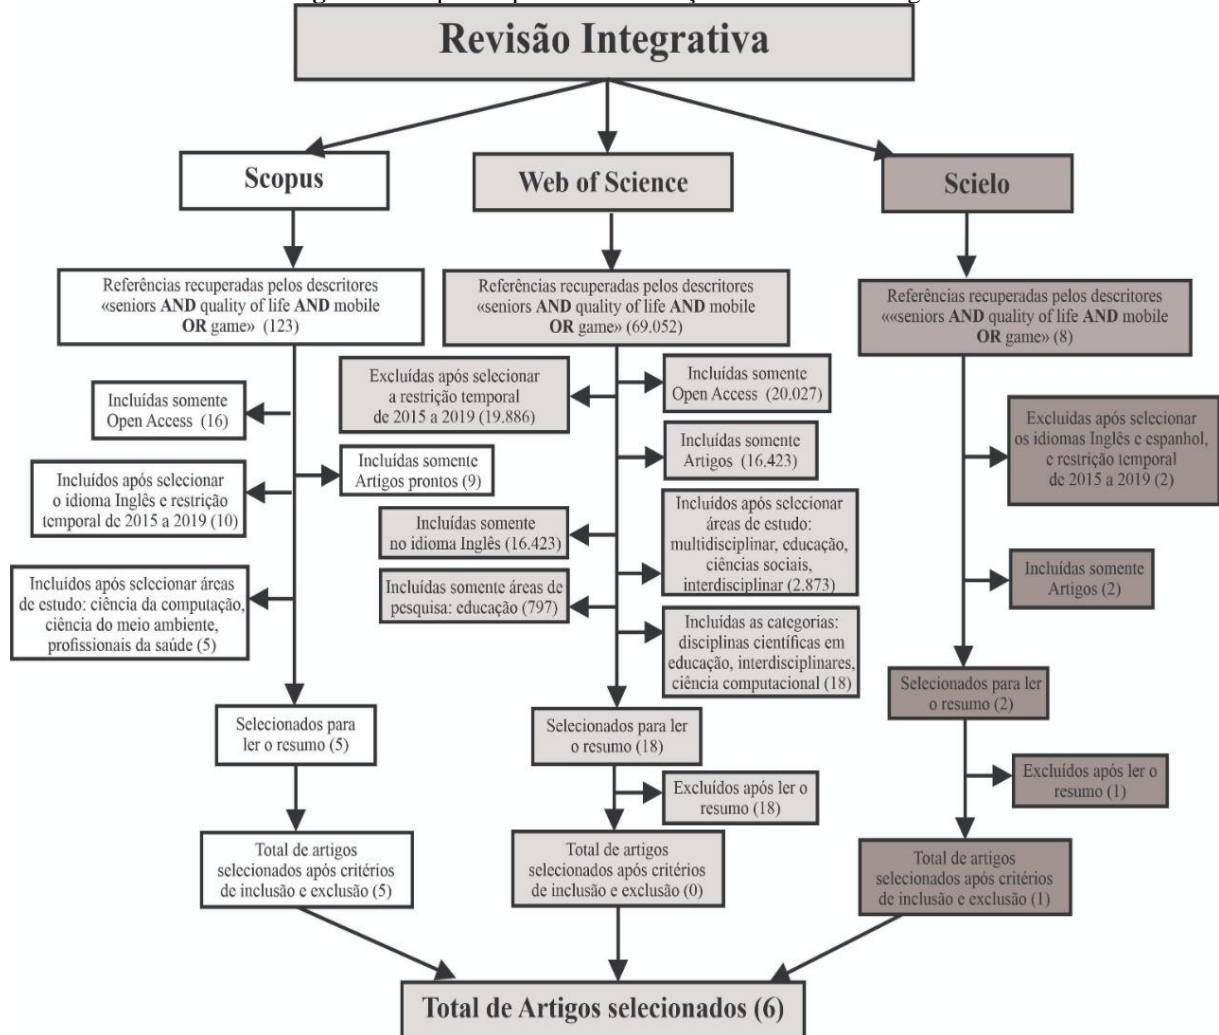 Revisão Integrativa
Scopus
Referências recuperadas pelos descritores
«seniors AND quality of life AND mobile
OR game» (123)
Incluídas somente
Open Access (16)
Incluídas somente
Artigos prontos (9)
Incluídos após selecionar
o idioma Inglês e restrição
temporal de 2015 a 2019 (10)
Incluídos após selecionar áreas
de estudo: ciência da computação,
ciência do meio ambiente,
profissionais da saúde (5)
Selecionados para
ler o resumo (5)
Total de artigos
selecionados após critérios
de inclusão e exclusão (5)
Web of Science
Referências recuperadas pelos descritores
«seniors AND quality of life AND mobile
OR game» (69.052)
Excluídas após selecionar
a restrição temporal
de 2015 a 2019 (19.886)
Incluídas somente
Open Access (20.027)
Incluídas somente
Artigos (16.423)
Incluídas somente
no idioma Inglês (16.423)
Incluídos após selecionar
áreas de estudo:
multidisciplinar, educação,
ciências sociais,
interdisciplinar (2.873)
Incluídas somente áreas de
pesquisa: educação (797)
Incluídas as categorias:
disciplinas científicas em
educação, interdisciplinares,
ciência computacional (18)
Selecionados para ler
o resumo (18)
Excluídos após ler o
resumo (18)
Total de artigos
selecionados após critérios
de inclusão e exclusão (0)
Scielo
Referências recuperadas pelos descritores
««seniors AND quality of life AND mobile
OR game» (8)
Excluídas após selecionar
os idiomas Inglês e espanhol,
e restrição temporal
de 2015 a 2019 (2)
Incluídas somente
Artigos (2)
Selecionados para ler
o resumo (2)
Excluídos após ler o
resumo (1)
Total de artigos
selecionados após critérios
de inclusão e exclusão (1)
Total de Artigos selecionados (6)